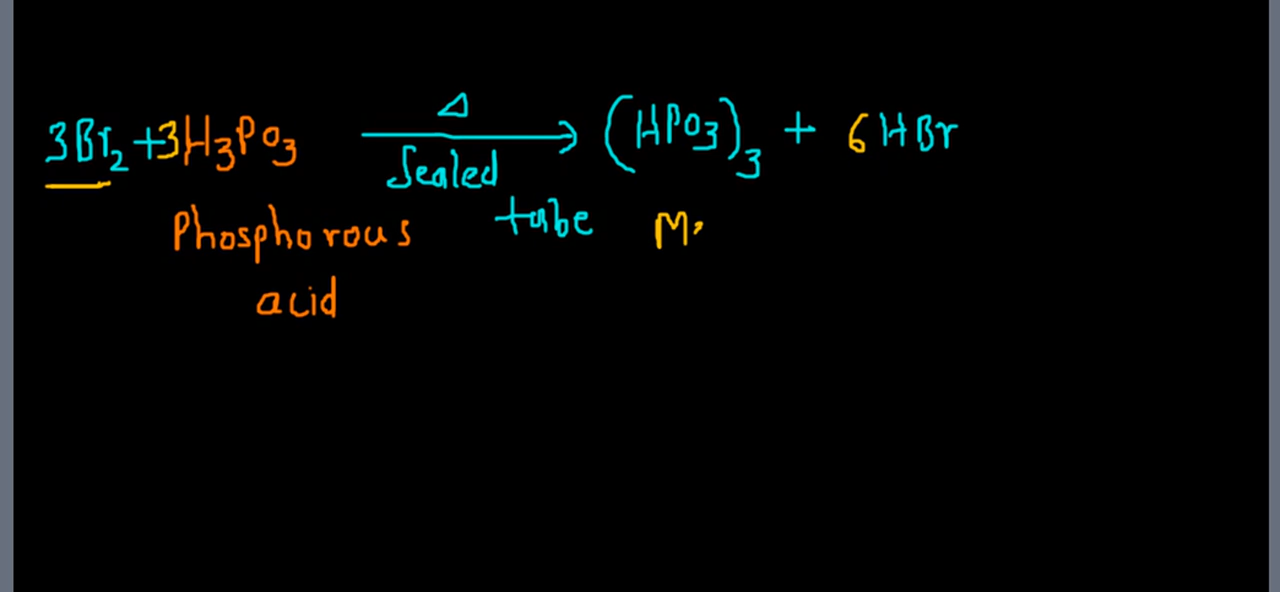 3Br₂ + 3H₃PO₃ —Δ→ (HPO₃)₃ + 6HBr
Sealed
tube
Phosphorous
acid
M.